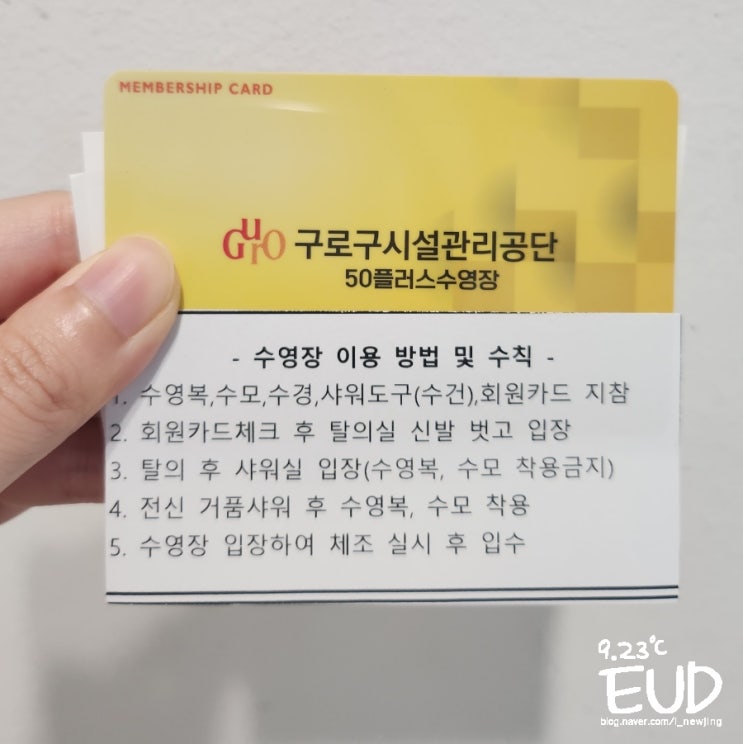 MEMBERSHIP CARD
GurO 구로구시설관리공단
50플러스수영장
- 수영장 이용 방법 및 수칙 -
1. 수영복,수모,수경,샤워도구(수건),회원카드 지참
2. 회원카드체크 후 탈의실 신발 벗고 입장
3. 탈의 후 샤워실 입장(수영복, 수모 착용금지)
4. 전신 거품샤워 후 수영복, 수모 착용
5. 수영장 입장하여 체조 실시 후 입수
9.23℃
EUD
blog.naver.com/i_newjing